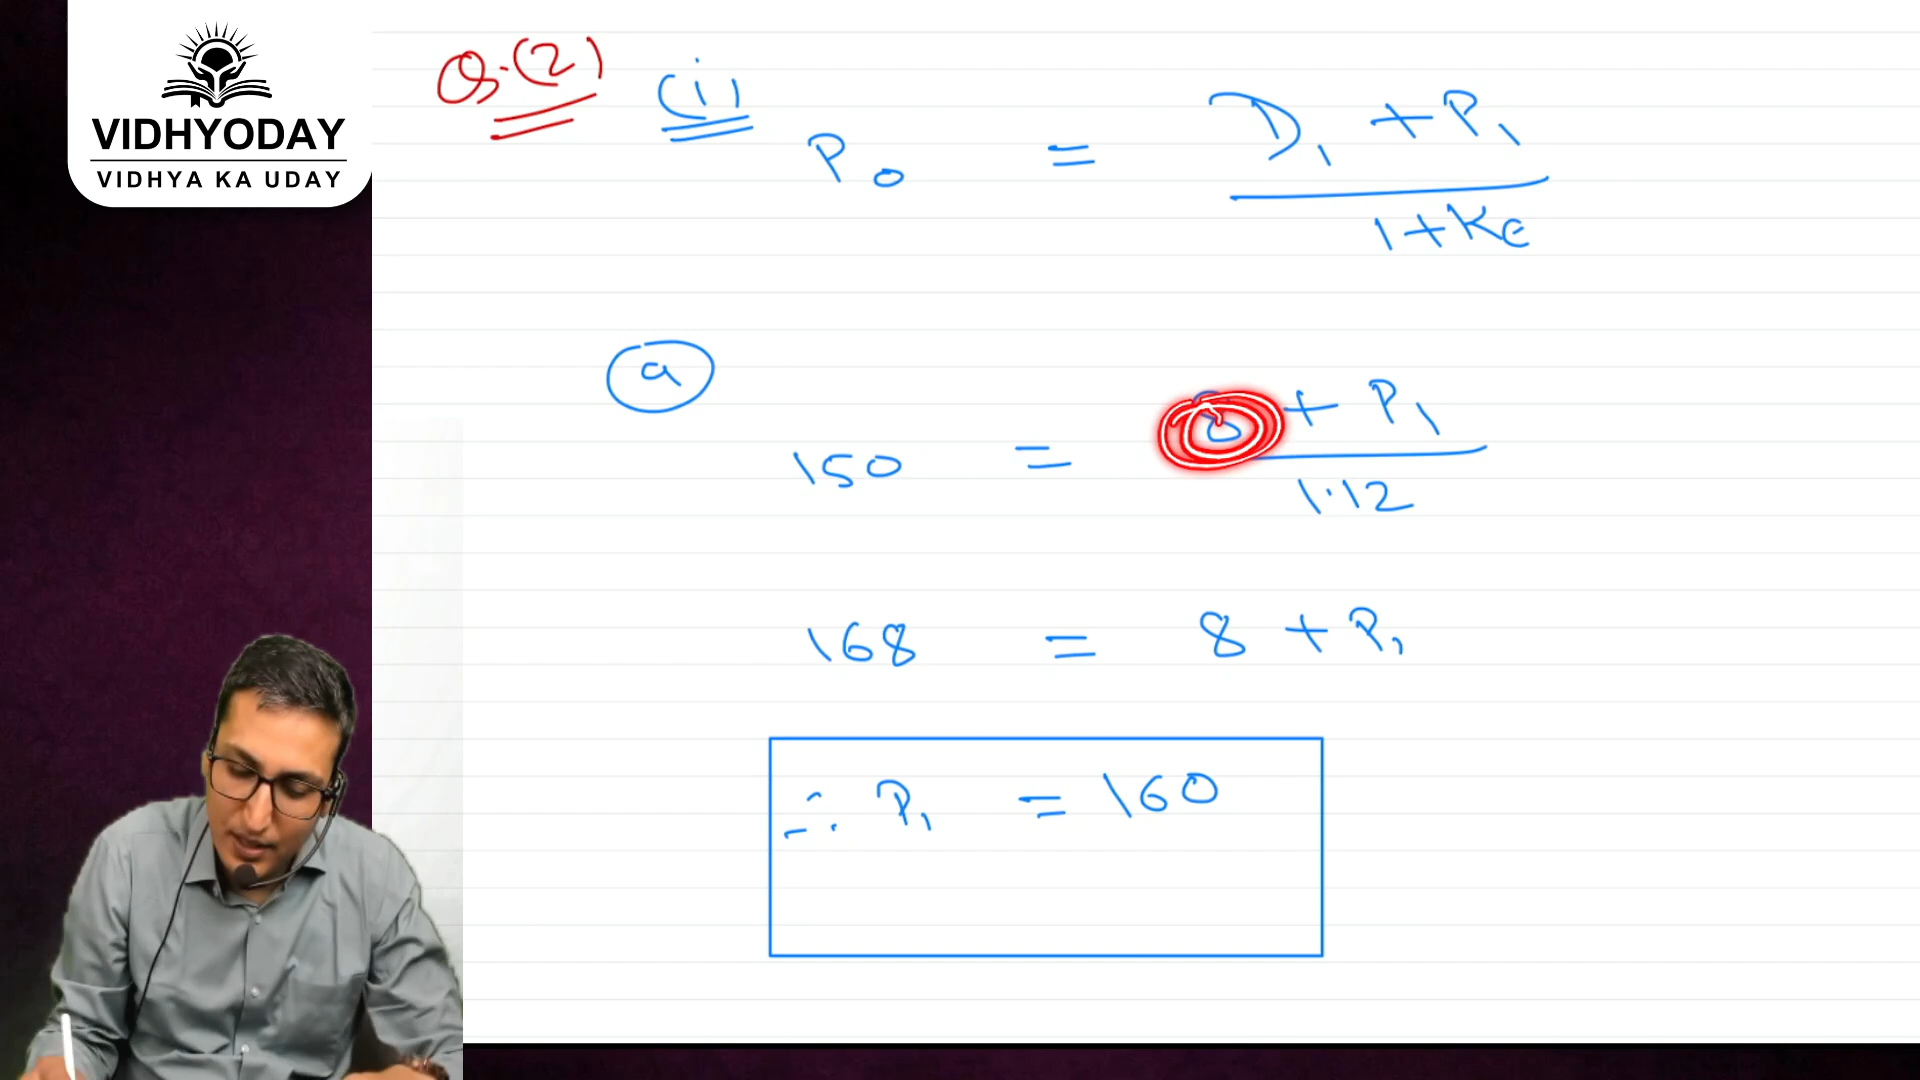 VIDHYODAY
VIDHYA KA UDAY
Q.(2) (i)
P0 = D1 + P1
1+Ke
(a)
150 = 8 + P1
1.12
168 = 8 + P1
∴ P1 = 160